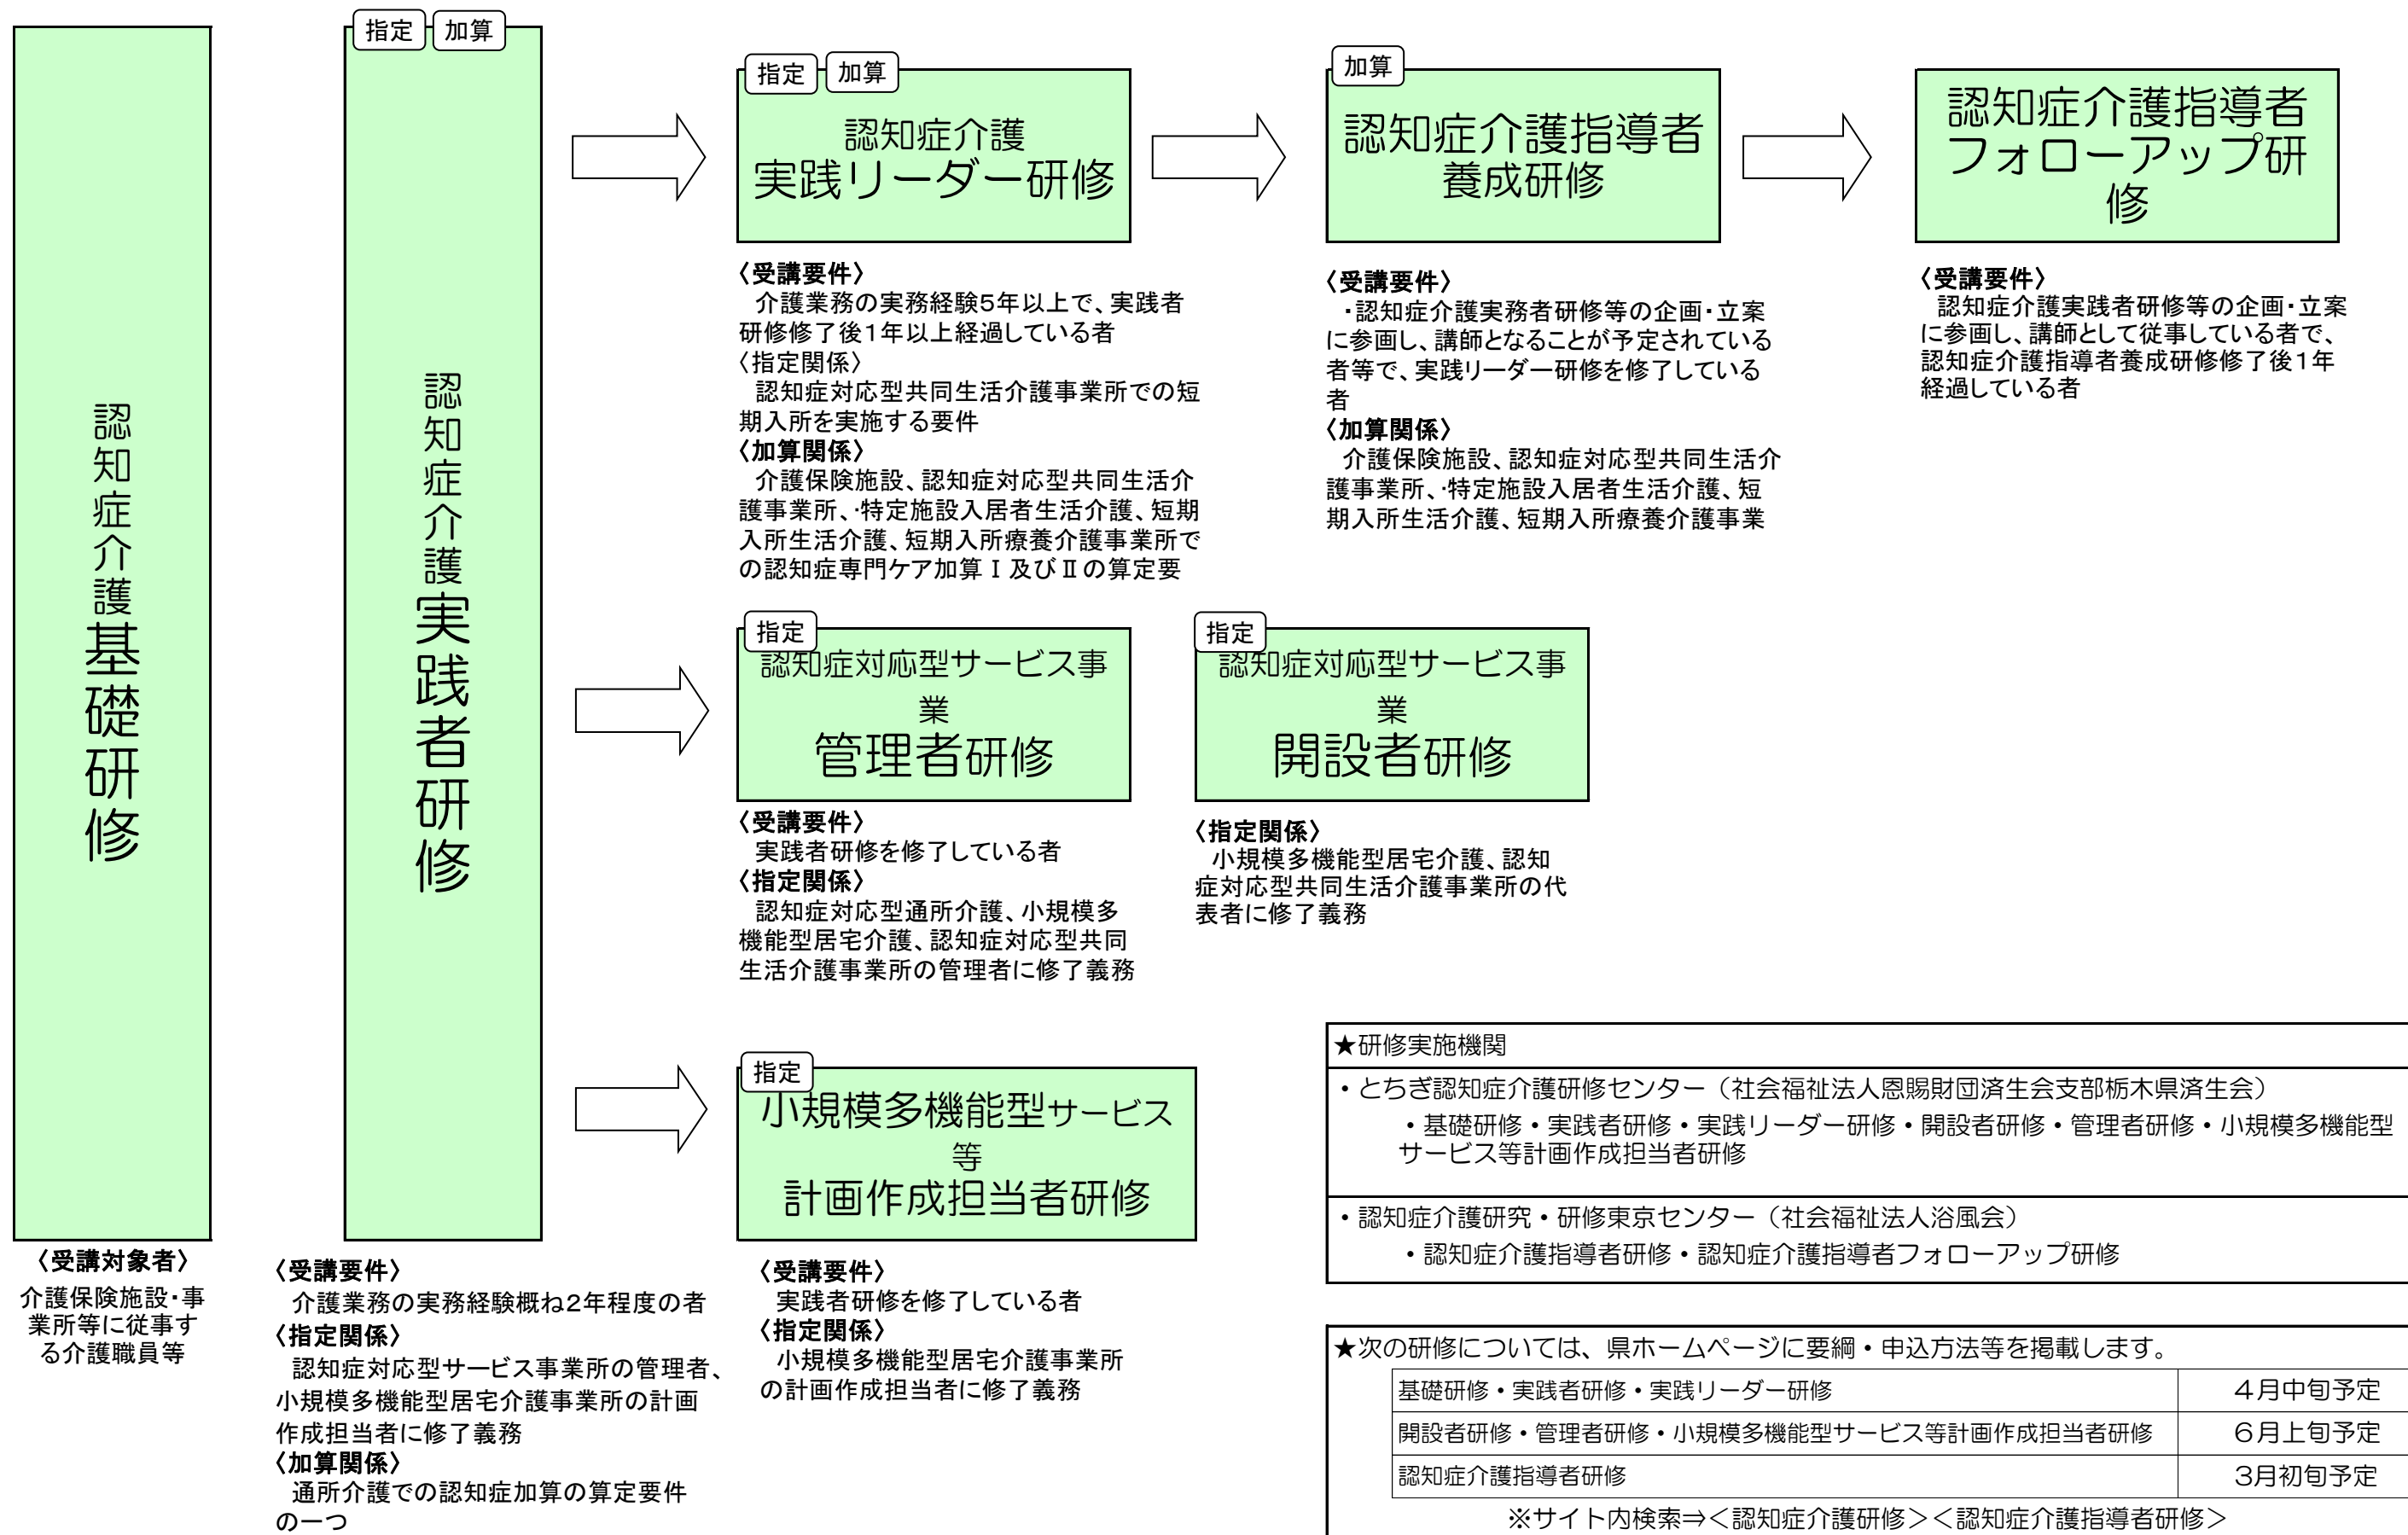 認知症介護基礎研修
〈受講対象者〉
介護保険施設・事
業所等に従事す
る介護職員等
指定 加算
認知症介護実践者研修
〈受講要件〉
介護業務の実務経験概ね2年程度の者
〈指定関係〉
認知症対応型サービス事業所の管理者、
小規模多機能型居宅介護事業所の計画
作成担当者に修了義務
〈加算関係〉
通所介護での認知症加算の算定要件
の一つ
指定 加算
認知症介護
実践リーダー研修
〈受講要件〉
介護業務の実務経験5年以上で、実践者
研修修了後1年以上経過している者
〈指定関係〉
認知症対応型共同生活介護事業所での短
期入所を実施する要件
〈加算関係〉
介護保険施設、認知症対応型共同生活介
護事業所、・特定施設入居者生活介護、短期
入所生活介護、短期入所療養介護事業所で
の認知症専門ケア加算Ⅰ及びⅡの算定要
加算
認知症介護指導者
養成研修
〈受講要件〉
・認知症介護実務者研修等の企画・立案
に参画し、講師となることが予定されている
者等で、実践リーダー研修を修了している
者
〈加算関係〉
介護保険施設、認知症対応型共同生活介
護事業所、・特定施設入居者生活介護、短
期入所生活介護、短期入所療養介護事業
認知症介護指導者
フォローアップ研
修
〈受講要件〉
認知症介護実践者研修等の企画・立案
に参画し、講師として従事している者で、
認知症介護指導者養成研修修了後1年
経過している者
指定
認知症対応型サービス事
業
管理者研修
〈受講要件〉
実践者研修を修了している者
〈指定関係〉
認知症対応型通所介護、小規模多
機能型居宅介護、認知症対応型共同
生活介護事業所の管理者に修了義務
指定
認知症対応型サービス事
業
開設者研修
〈指定関係〉
小規模多機能型居宅介護、認知
症対応型共同生活介護事業所の代
表者に修了義務
指定
小規模多機能型サービス
等
計画作成担当者研修
〈受講要件〉
実践者研修を修了している者
〈指定関係〉
小規模多機能型居宅介護事業所
の計画作成担当者に修了義務
★研修実施機関
・とちぎ認知症介護研修センター（社会福祉法人恩賜財団済生会支部栃木県済生会）
・基礎研修・実践者研修・実践リーダー研修・開設者研修・管理者研修・小規模多機能型
サービス等計画作成担当者研修
・認知症介護研究・研修東京センター（社会福祉法人浴風会）
・認知症介護指導者研修・認知症介護指導者フォローアップ研修
★次の研修については、県ホームページに要綱・申込方法等を掲載します。
基礎研修・実践者研修・実践リーダー研修 4月中旬予定
開設者研修・管理者研修・小規模多機能型サービス等計画作成担当者研修 6月上旬予定
認知症介護指導者研修 3月初旬予定
※サイト内検索⇒＜認知症介護研修＞＜認知症介護指導者研修＞